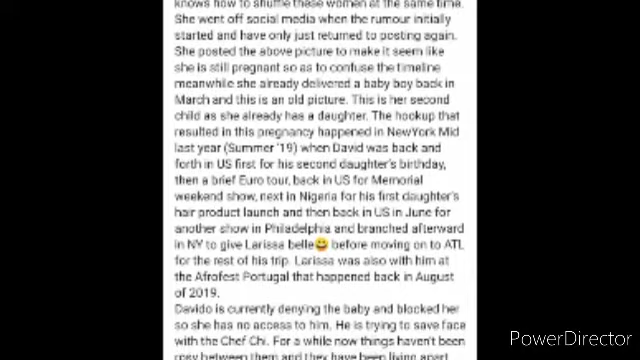 knows how to shuffle these women at the same time.
She went off social media when the rumour initially
started and have only just returned to posting again.
She posted the above picture to make it seem like
she is still pregnant so as to confuse the timeline
meanwhile she already delivered a baby boy back in
March and this is an old picture. This is her second
child as she already has a daughter. The hookup that
resulted in this pregnancy happened in NewYork Mid
last year (Summer '19) when David was back and
forth in US first for his second daughter's birthday,
then a brief Euro tour, back in US for Memorial
weekend show, next in Nigeria for his first daughter's
hair product launch and then back in US in June for
another show in Philadelphia and branched afterward
in NY to give Larissa belle😀 before moving on to ATL
for the rest of his trip. Larissa was also with him at
the Afrofest Portugal that happened back in August
of 2019.
Davido is currently denying the baby and blocked her
so she has no access to him. He is trying to save face
with the Chef Chi. For a while now things haven't been
rosy between them and they have been living apart
PowerDirector